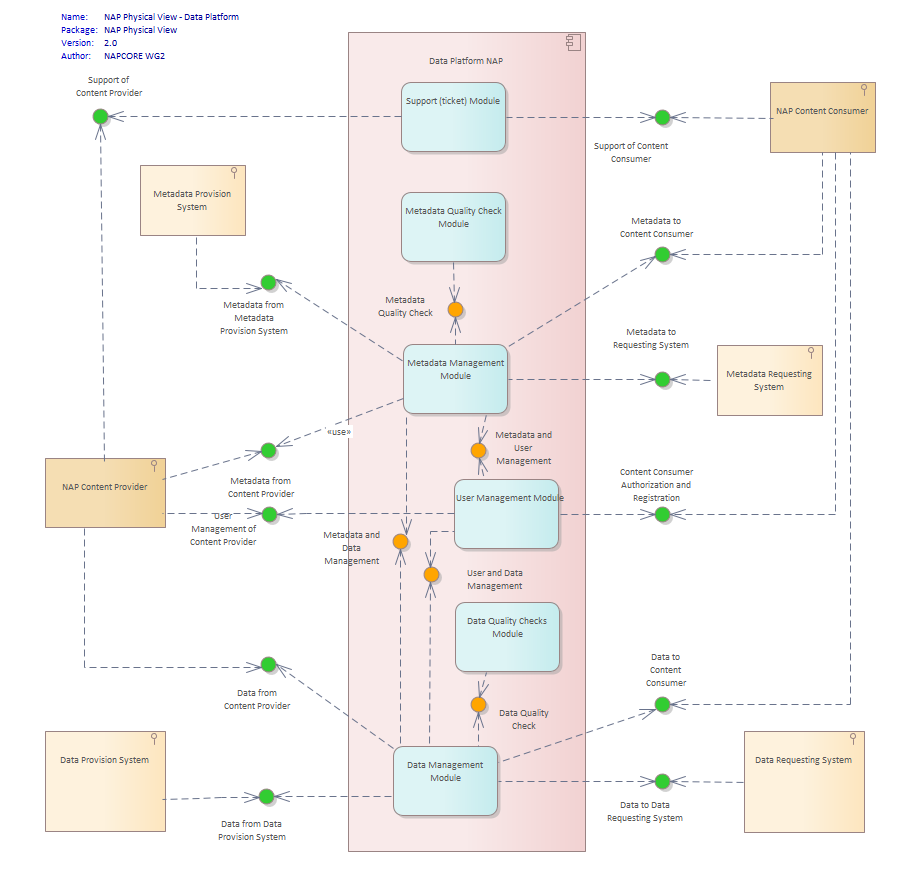 Name: NAP Physical View - Data Platform
Package: NAP Physical View
Version: 2.0
Author: NAPCORE WG2
Data Platform NAP
Support of
Content Provider
Support (ticket) Module
NAP Content Consumer
Support of Content
Consumer
Metadata Provision
System
Metadata Quality Check
Module
Metadata to
Content Consumer
Metadata from
Metadata
Provision System
Metadata
Quality Check
Metadata to
Requesting System
Metadata Management
Module
Metadata Requesting
System
«use»
Metadata and
User
Management
NAP Content Provider
Metadata from
Content Provider
Content Consumer
Authorization and
Registration
User Management Module
User
Management of
Content Provider
Metadata and
Data
Management
User and Data
Management
Data Quality Checks
Module
Data from
Content Provider
Data to
Content
Consumer
Data Quality
Check
Data Provision System
Data Management
Module
Data Requesting System
Data from Data
Provision System
Data to Data
Requesting System